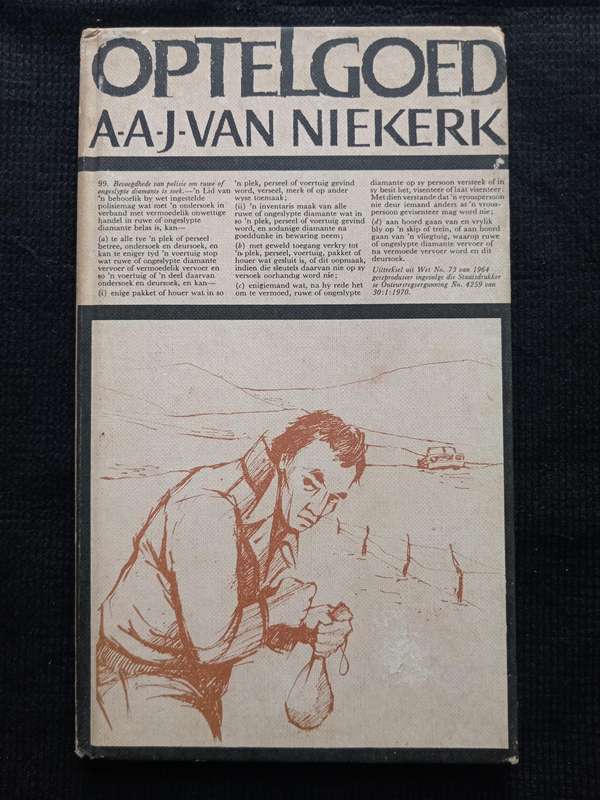 OPTELGOED
A·A·J·VAN NIEKERK
99. Bevoegdhede van polisie om ruwe of
ongeslypte diamante te soek.—'n Lid van
'n behoorlik by wet ingestelde
polisiemag wat met 'n ondersoek in
verband met vermoedelik onwettige
handel in ruwe of ongeslypte
diamante belas is, kan—
(a) te alle tye 'n plek of perseel
betree, ondersoek en deursoek, en
kan te eniger tyd 'n voertuig stop
wat ruwe of ongeslypte diamante
vervoer of vermoedelik vervoer en
so 'n voertuig of 'n deel daarvan
ondersoek en deursoek, en kan—
(i) enige pakket of houer wat in so
'n plek, perseel of voertuig gevind
word, verseël, merk of op ander
wyse toemaak;
(ii) 'n inventaris maak van alle
ruwe of ongeslypte diamante wat in
so 'n plek, perseel of voertuig gevind
word, en sodanige diamante na
goeddunke in bewaring neem;
(b) met geweld toegang verkry tot
'n plek, perseel, voertuig, pakket of
houer wat gesluit is, of dit oopmaak,
indien die sleutels daarvan nie op sy
versoek oorhandig word nie;
(c) enigiemand wat, na hy rede het
om te vermoed, ruwe of ongeslypte
diamante op sy persoon versteek of in
sy besit het, visenteer of laat visenteer:
Met dien verstande dat 'n vrouspersoon
nie deur iemand anders as 'n vrous-
persoon gevisenteer mag word nie;
(d) aan boord gaan van en vrylik
bly op 'n skip of trein, of aan boord
gaan van 'n vliegtuig, waarop ruwe
of ongeslypte diamante vervoer of
na vermoede vervoer word en dit
deursoek.
Uittreksel uit Wet No. 73 van 1964
gereproduseer ingevolge die Staatsdrukker
se Outeursregvergunning No. 4259 van
30:1:1970.